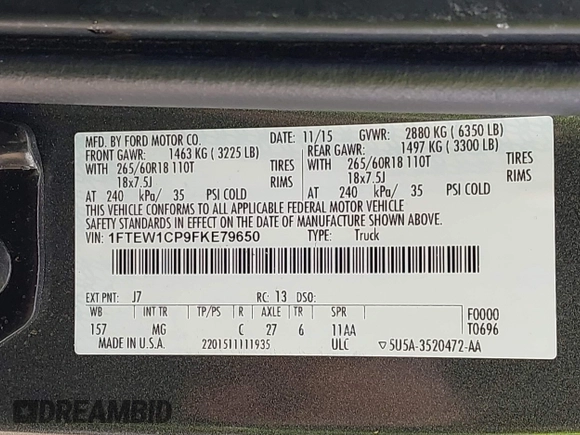 MFD. BY FORD MOTOR CO. DATE: 11/15 GVWR: 2880 KG ( 6350 LB)
FRONT GAWR: 1463 KG ( 3225 LB) REAR GAWR: 1497 KG ( 3300 LB)
WITH 265/60R18 110T TIRES WITH 265/60R18 110T TIRES
18x7.5J RIMS 18x7.5J RIMS
AT 240 kPa/ 35 PSI COLD AT 240 kPa/ 35 PSI COLD
THIS VEHICLE CONFORMS TO ALL APPLICABLE FEDERAL MOTOR VEHICLE
SAFETY STANDARDS IN EFFECT ON THE DATE OF MANUFACTURE SHOWN ABOVE.
VIN: 1FTEW1CP9FKE79650 TYPE: Truck
EXT PNT: J7 RC: 13 DSO:
WB INT TR TP/PS R AXLE TR SPR F0000
157 MG C 27 6 11AA T0696
MADE IN U.S.A. 2201511111935 ULC ▽5U5A-3520472-AA
DREAMBID